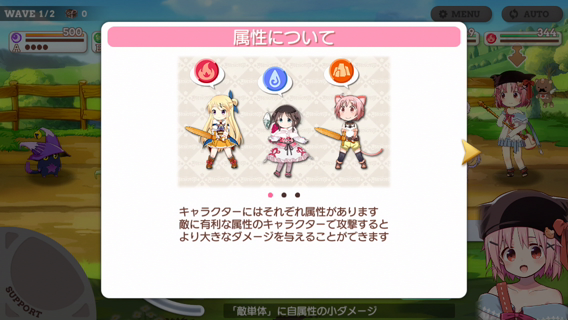 WAVE 1/2
0
MENU
AUTO
500
344
属性について
キャラクターにはそれぞれ属性があります
敵に有利な属性のキャラクターで攻撃すると
より大きなダメージを与えることができます
SUPPORT
「敵単体」に自属性の小ダメージ